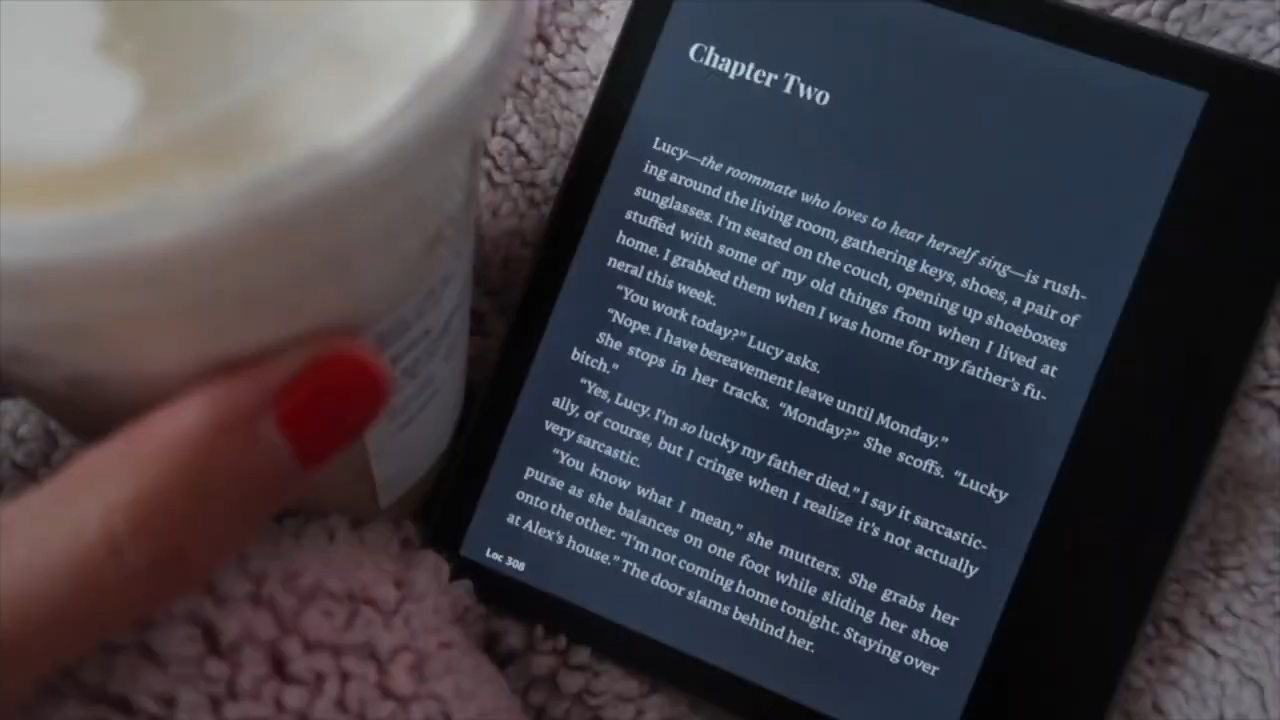 Chapter Two
Lucy—the roommate who loves to hear herself sing—is rush-
ing around the living room, gathering keys, shoes, a pair of
sunglasses. I'm seated on the couch, opening up shoeboxes
stuffed with some of my old things from when I lived at
home. I grabbed them when I was home for my father's fu-
neral this week.
“You work today?” Lucy asks.
“Nope. I have bereavement leave until Monday.”
She stops in her tracks. “Monday?” She scoffs. “Lucky
bitch.”
“Yes, Lucy. I'm so lucky my father died.” I say it sarcastic-
ally, of course, but I cringe when I realize it's not actually
very sarcastic.
“You know what I mean,” she mutters. She grabs her
purse as she balances on one foot while sliding her shoe
onto the other. “I'm not coming home tonight. Staying over
at Alex's house.” The door slams behind her.
Loc 308